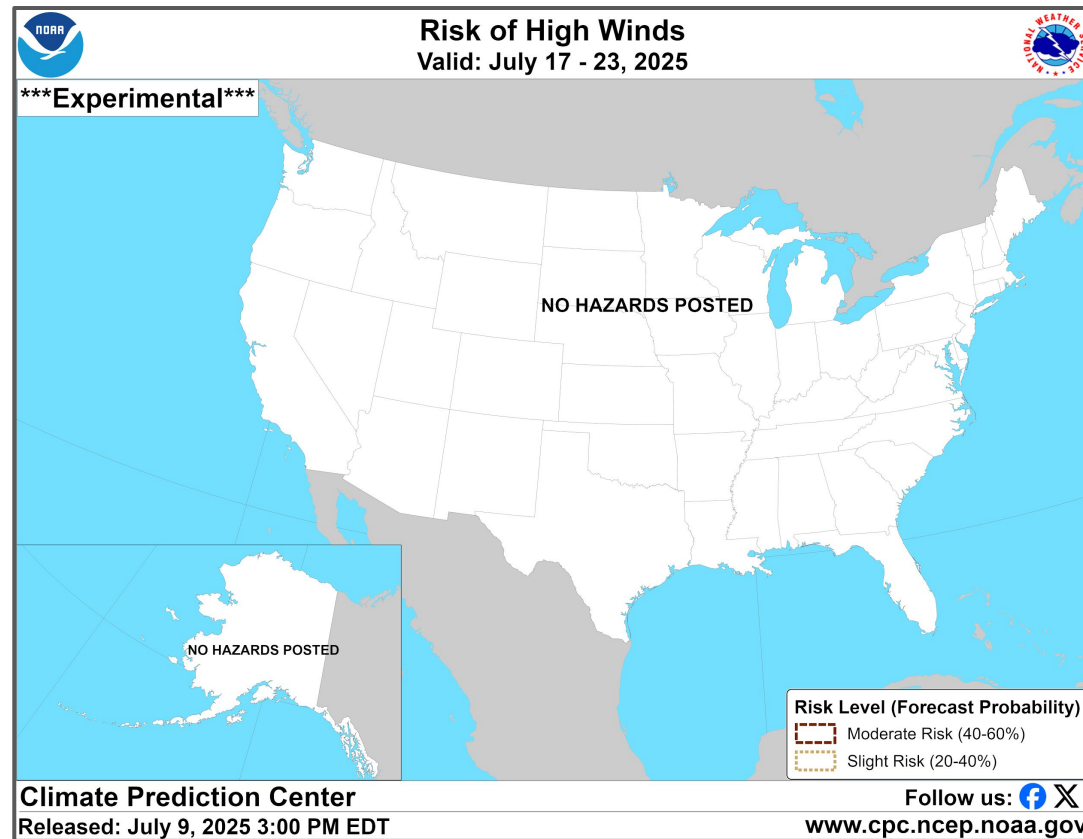 NOAA
Risk of High Winds
Valid: July 17 - 23, 2025
NATIONAL WEATHER SERVICE
***Experimental***
NO HAZARDS POSTED
NO HAZARDS POSTED
Risk Level (Forecast Probability)
Moderate Risk (40-60%)
Slight Risk (20-40%)
Climate Prediction Center
Follow us:
Released: July 9, 2025 3:00 PM EDT
www.cpc.ncep.noaa.gov